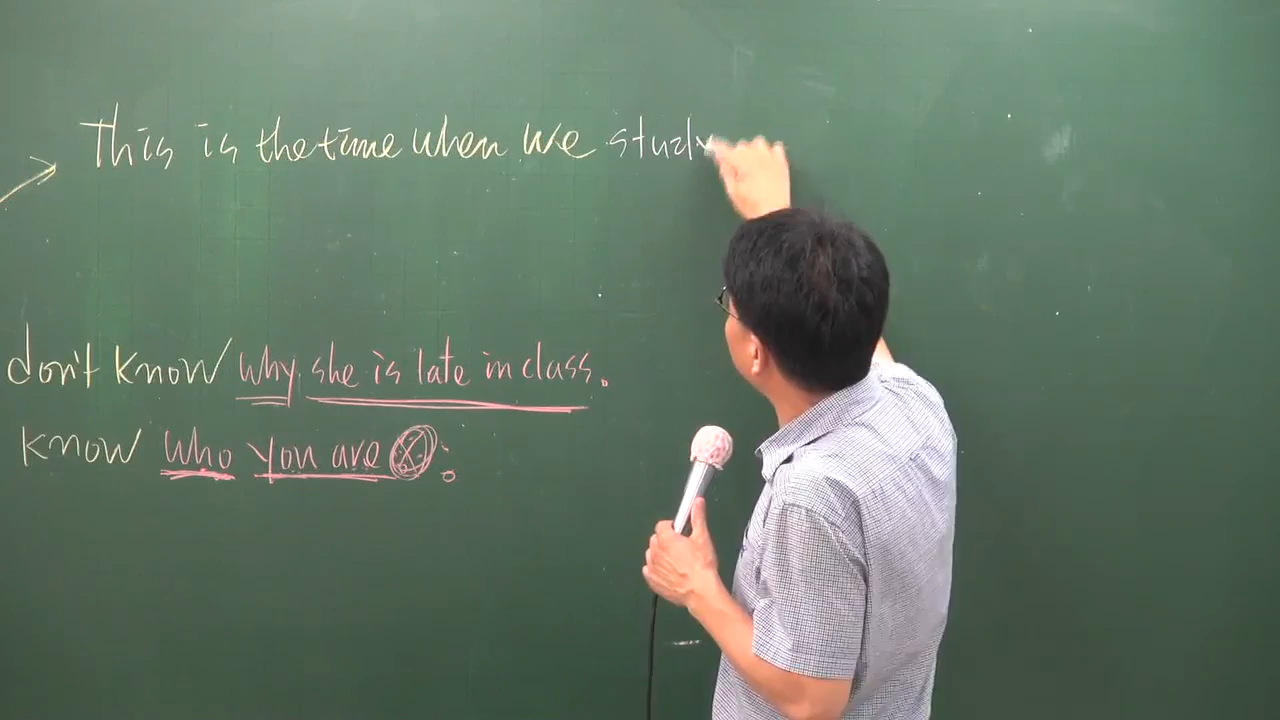 This is the time when we study
don't know why she is late in class.
know who you are